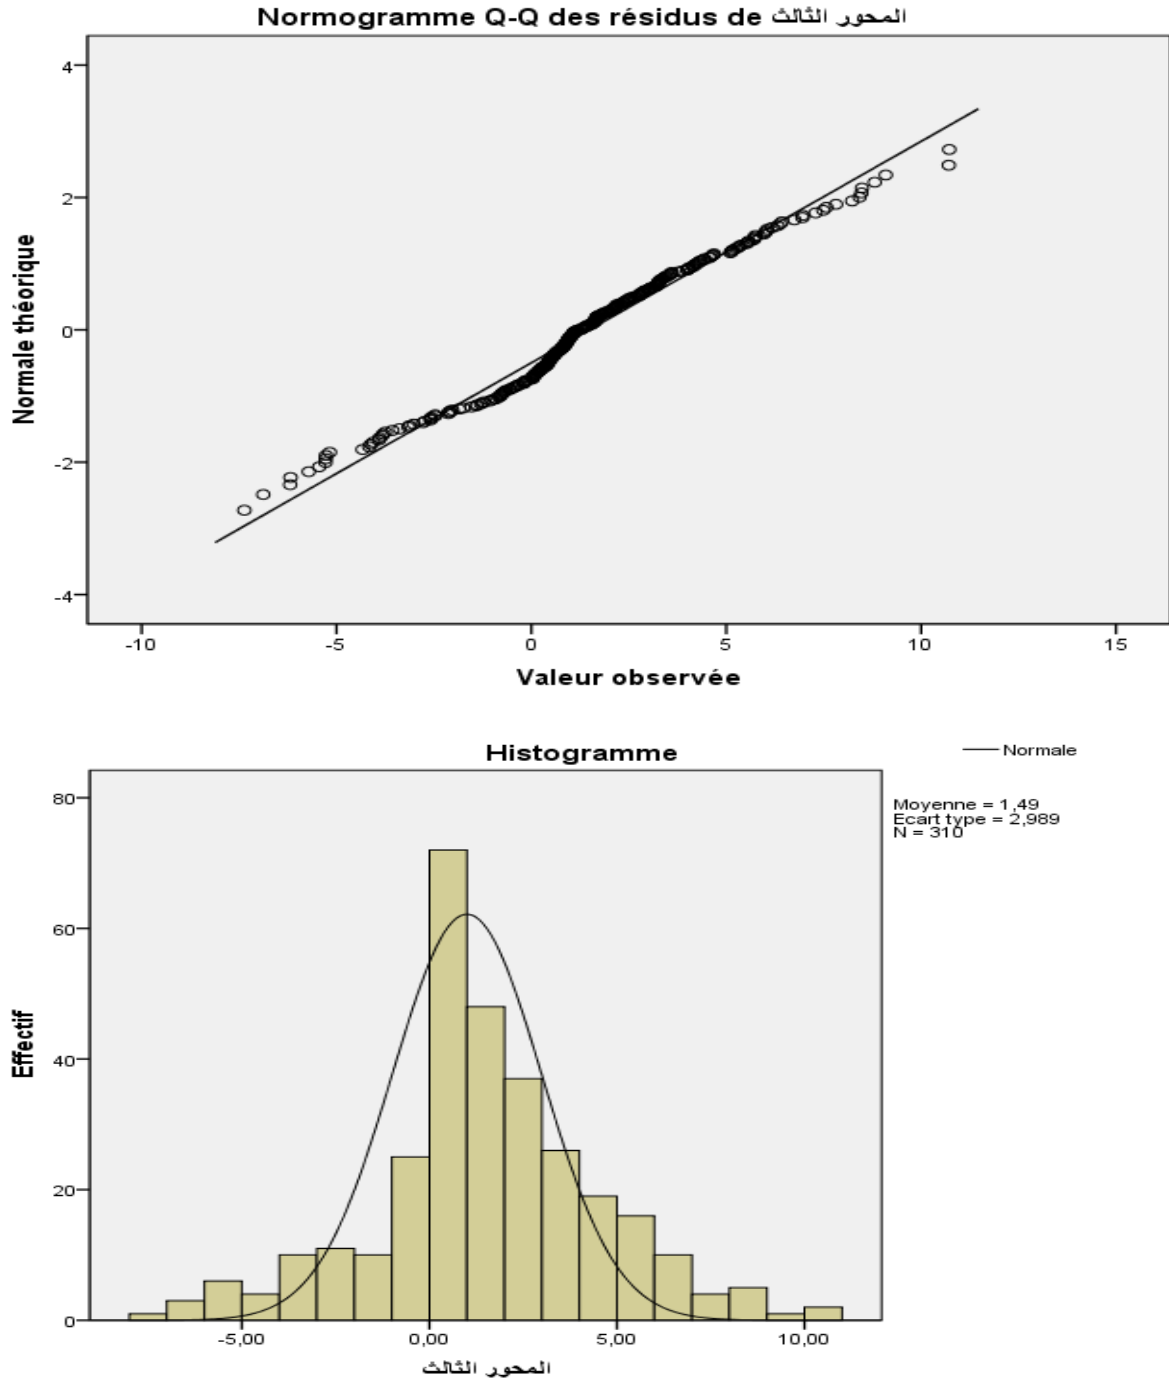 Normogramme Q-Q des résidus de المحور الثالث
4
2
0
-2
-4
Normale théorique
-10 -5 0 5 10 15
Valeur observée
Histogramme
Normale
Moyenne = 1,49
Ecart type = 2,989
N = 310
80
60
40
20
0
Effectif
-5,00 0,00 5,00 10,00
المحور الثالث